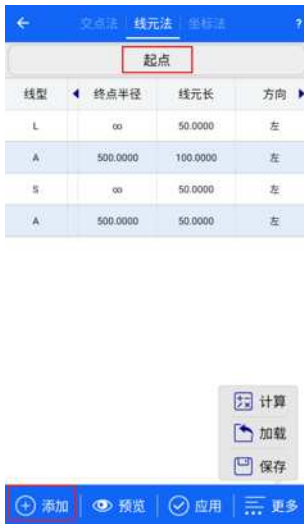 交点法 线元法 坐标法 ?
起点
线型 终点半径 线元长 方向
L ∞ 50.0000 左
A 500.0000 100.0000 左
S ∞ 50.0000 左
A 500.0000 50.0000 左
计算
加载
保存
添加 预览 应用 更多